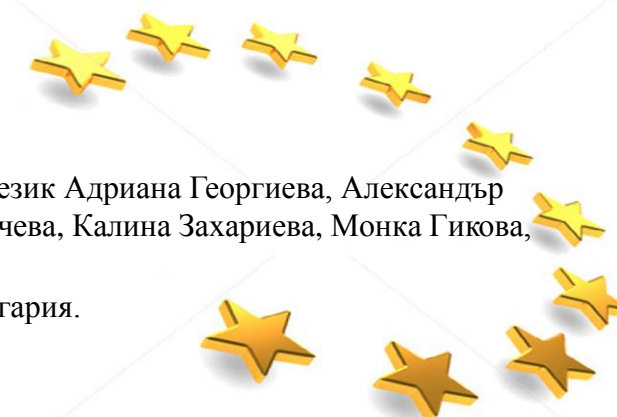 език Адриана Георгиева, Александър
чева, Калина Захариева, Монка Гикова,
гария.